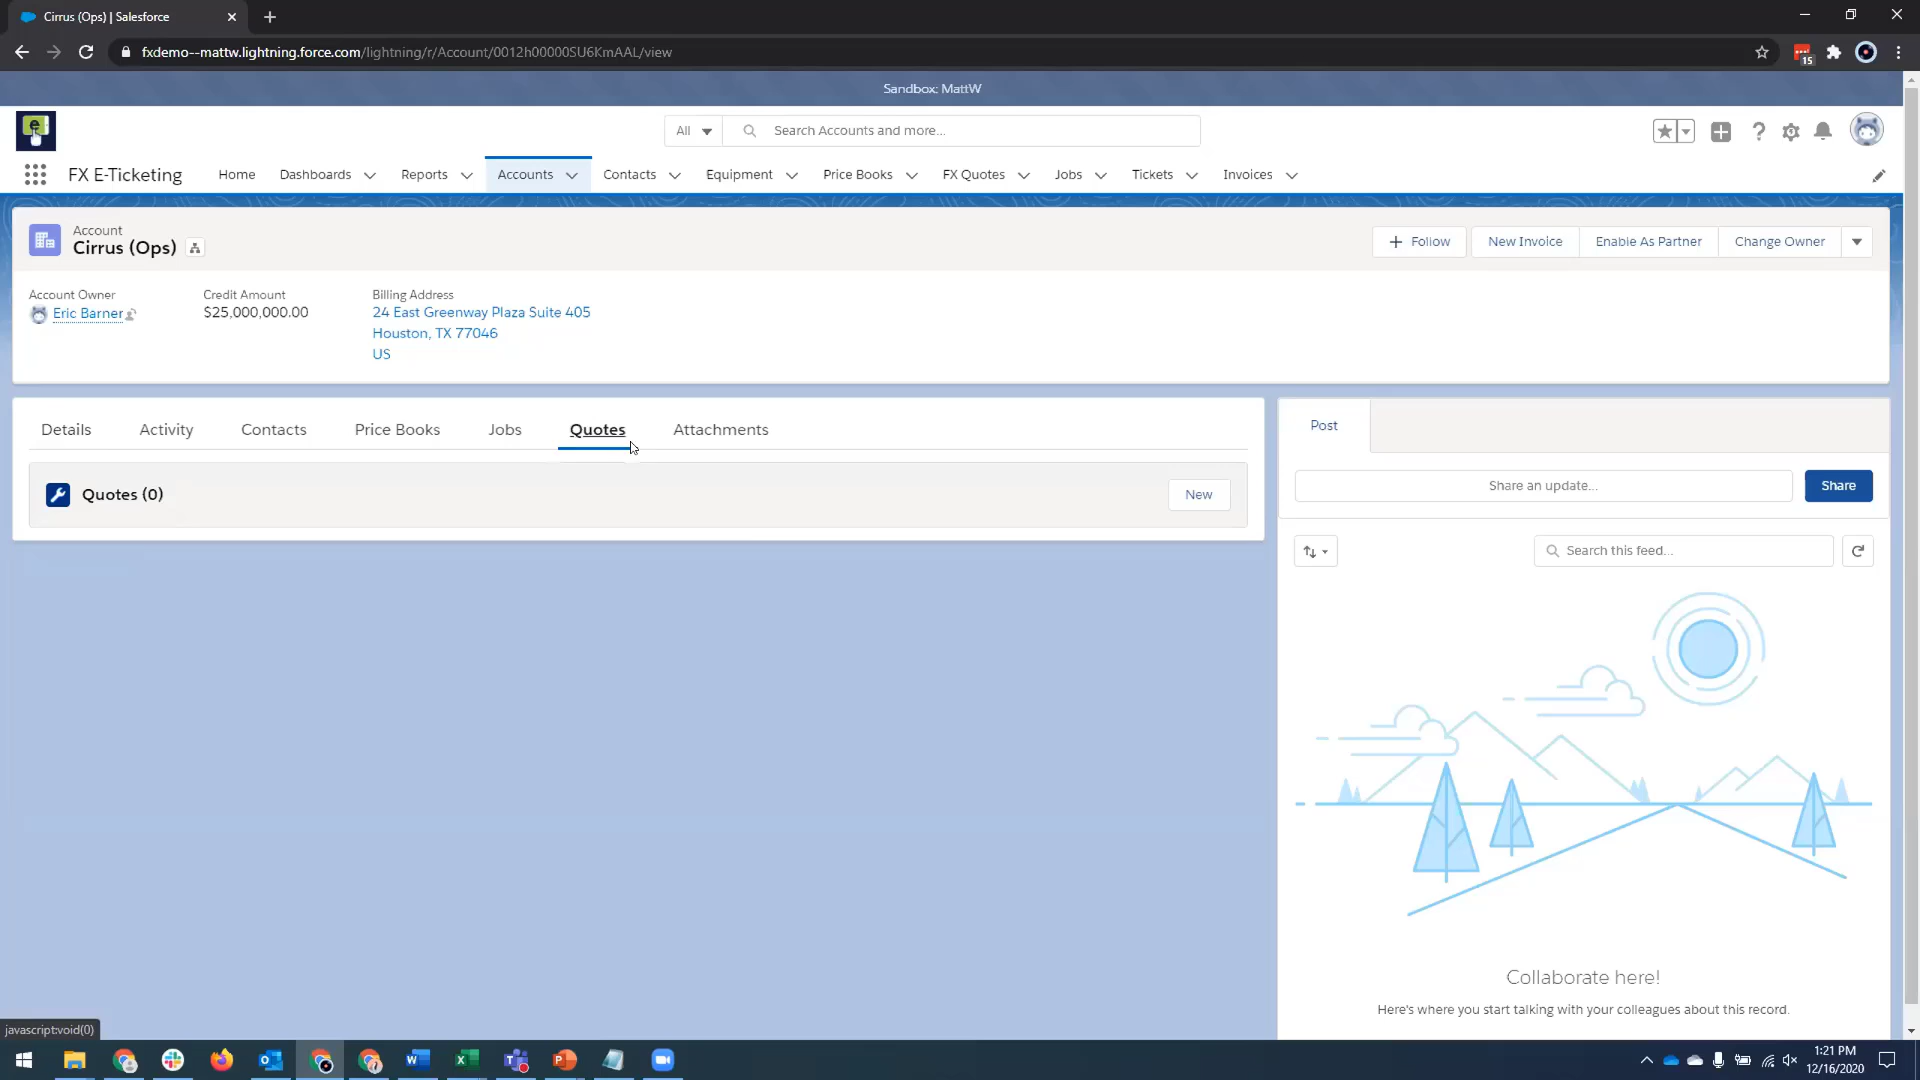 Cirrus (Ops) | Salesforce
fxdemo--mattw.lightning.force.com/lightning/r/Account/0012h00000SU6KmAAL/view
15
Sandbox: MattW
e
All
Search Accounts and more...
FX E-Ticketing
Home
Dashboards
Reports
Accounts
Contacts
Equipment
Price Books
FX Quotes
Jobs
Tickets
Invoices
Account
Cirrus (Ops)
Follow
New Invoice
Enable As Partner
Change Owner
Account Owner
Eric Barner
Credit Amount
$25,000,000.00
Billing Address
24 East Greenway Plaza Suite 405
Houston, TX 77046
US
Details
Activity
Contacts
Price Books
Jobs
Quotes
Attachments
Quotes (0)
New
Post
Share an update...
Share
Search this feed...
Collaborate here!
Here's where you start talking with your colleagues about this record.
javascript:void(0)
1:21 PM
12/16/2020